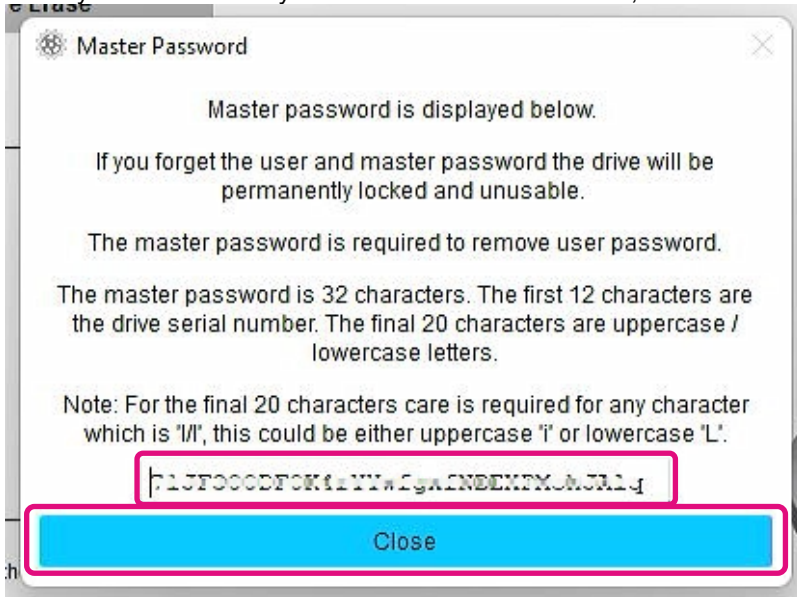 e Erase
Master Password
Master password is displayed below.
If you forget the user and master password the drive will be
permanently locked and unusable.
The master password is required to remove user password.
The master password is 32 characters. The first 12 characters are
the drive serial number. The final 20 characters are uppercase /
lowercase letters.
Note: For the final 20 characters care is required for any character
which is 'I/l', this could be either uppercase 'i' or lowercase 'L'.
Close